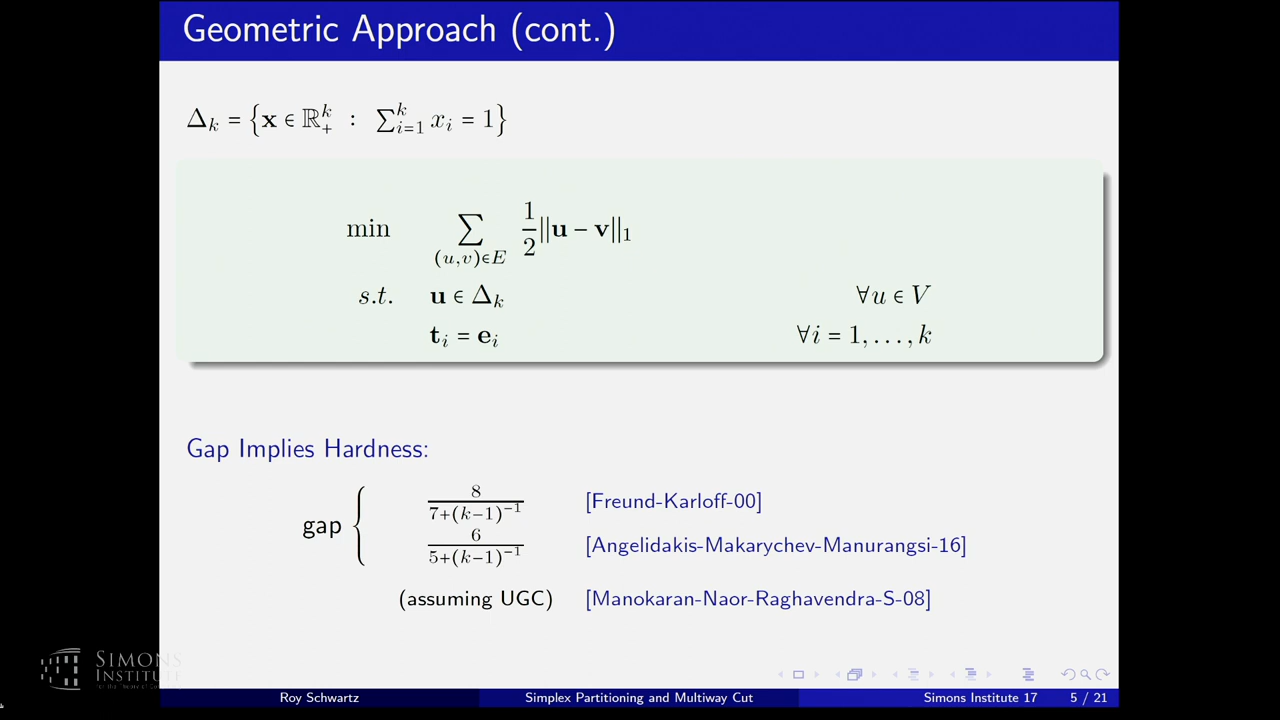 Geometric Approach (cont.)
Δ_k = {x ∈ ℝ^k_+ : ∑^k_{i=1} x_i = 1}
min ∑_{(u,v)∈E} 1/2 ||u − v||_1
s.t. u ∈ Δ_k ∀u ∈ V
t_i = e_i ∀i = 1, . . . , k
Gap Implies Hardness:
gap { 8/(7+(k−1)^{−1}) [Freund-Karloff-00]
6/(5+(k−1)^{−1}) [Angelidakis-Makarychev-Manurangsi-16]
(assuming UGC) [Manokaran-Naor-Raghavendra-S-08]
SIMONS
INSTITUTE
Roy Schwartz Simplex Partitioning and Multiway Cut Simons Institute 17 5 / 21